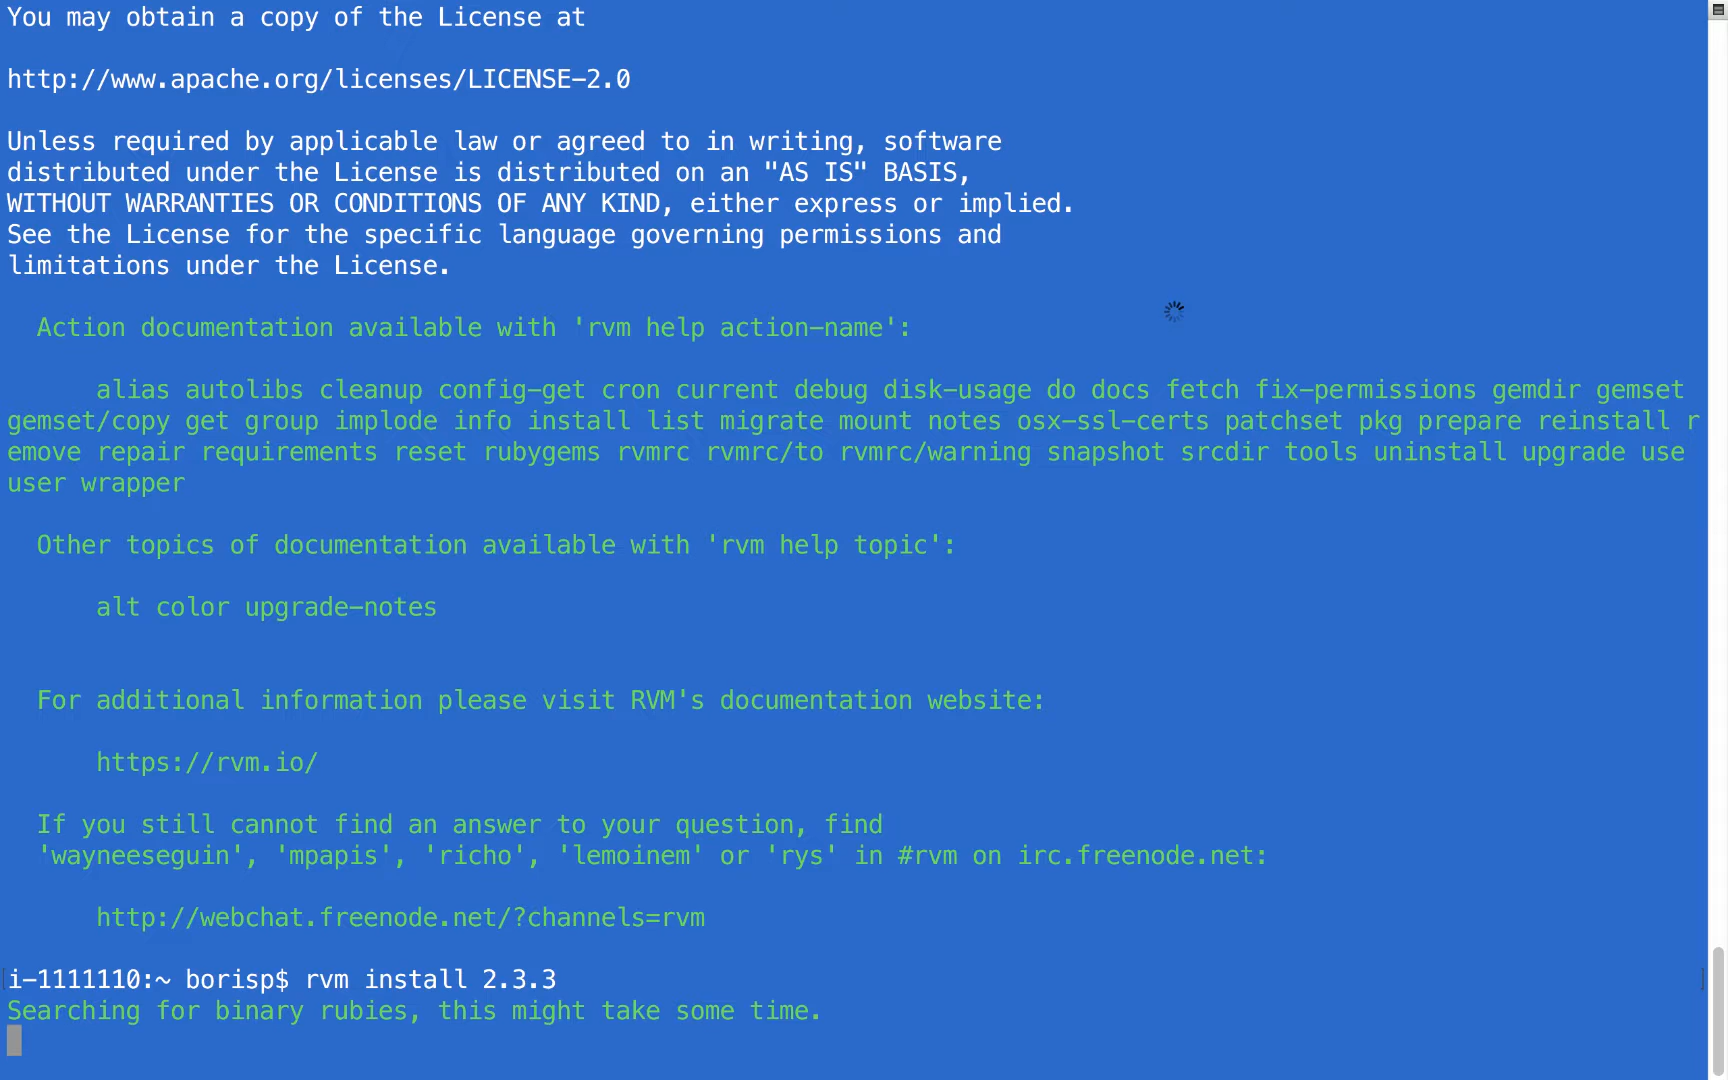 You may obtain a copy of the License at
http://www.apache.org/licenses/LICENSE-2.0
Unless required by applicable law or agreed to in writing, software
distributed under the License is distributed on an "AS IS" BASIS,
WITHOUT WARRANTIES OR CONDITIONS OF ANY KIND, either express or implied.
See the License for the specific language governing permissions and
limitations under the License.
Action documentation available with 'rvm help action-name':
alias autolibs cleanup config-get cron current debug disk-usage do docs fetch fix-permissions gemdir gemset
gemset/copy get group implode info install list migrate mount notes osx-ssl-certs patchset pkg prepare reinstall r
emove repair requirements reset rubygems rvmrc rvmrc/to rvmrc/warning snapshot srcdir tools uninstall upgrade use
user wrapper
Other topics of documentation available with 'rvm help topic':
alt color upgrade-notes
For additional information please visit RVM's documentation website:
https://rvm.io/
If you still cannot find an answer to your question, find
'wayneeseguin', 'mpapis', 'richo', 'lemoinem' or 'rys' in #rvm on irc.freenode.net:
http://webchat.freenode.net/?channels=rvm
i-1111110:~ borisp$ rvm install 2.3.3
Searching for binary rubies, this might take some time.